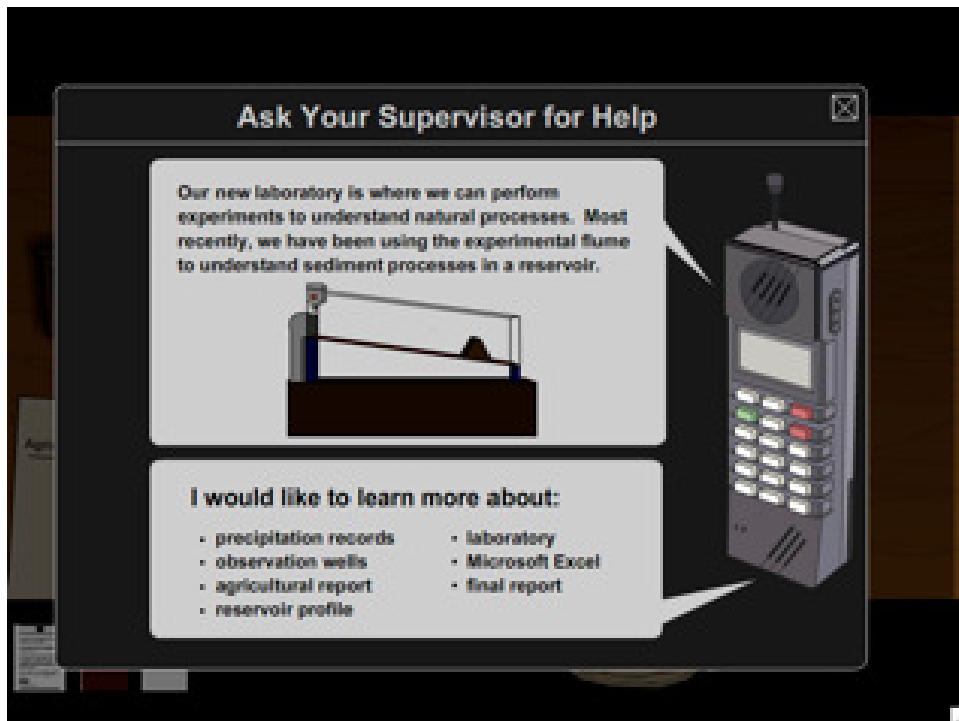 Ask Your Supervisor for Help
Our new laboratory is where we can perform
experiments to understand natural processes. Most
recently, we have been using the experimental flume
to understand sediment processes in a reservoir.
I would like to learn more about:
• precipitation records
• observation wells
• agricultural report
• reservoir profile
• laboratory
• Microsoft Excel
• final report